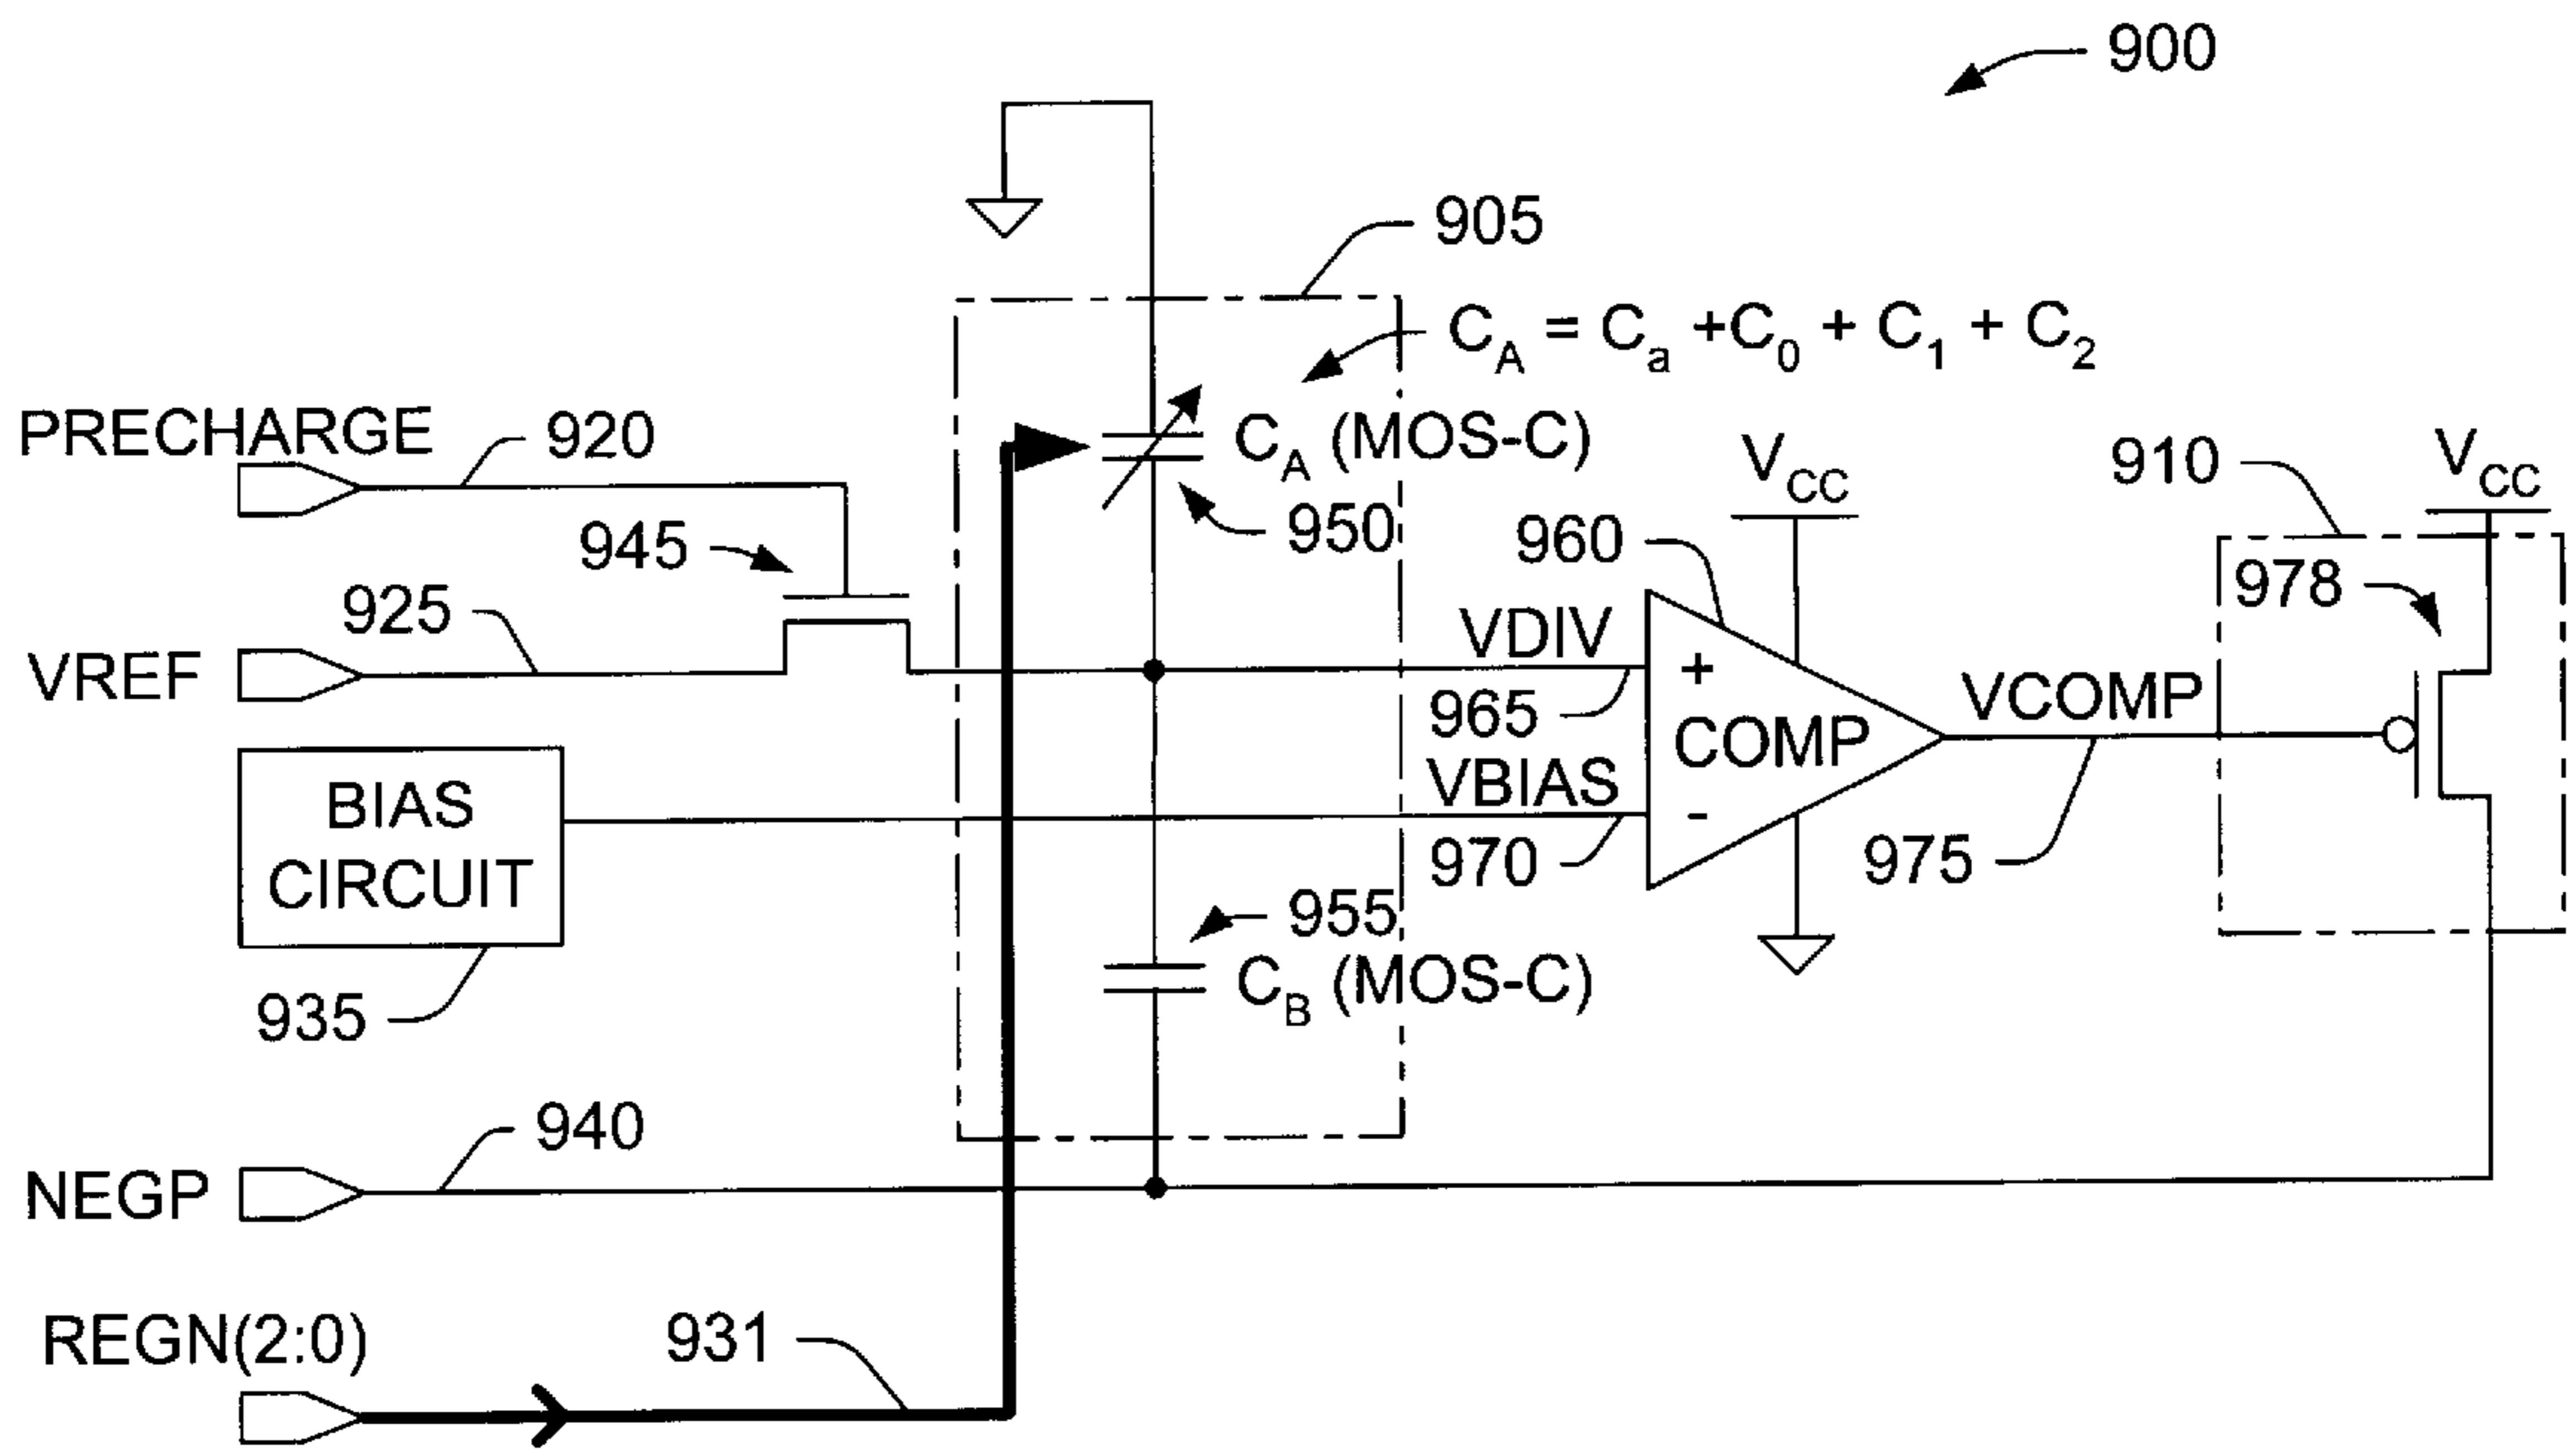 900
905
C_A = C_a +C_0 + C_1 + C_2
PRECHARGE
920
C_A (MOS-C)
V_CC
910
V_CC
945
950
960
978
925
VDIV
VREF
+
965
COMP
VCOMP
BIAS
CIRCUIT
VBIAS
-
970
975
955
935
C_B (MOS-C)
940
NEGP
REGN(2:0)
931